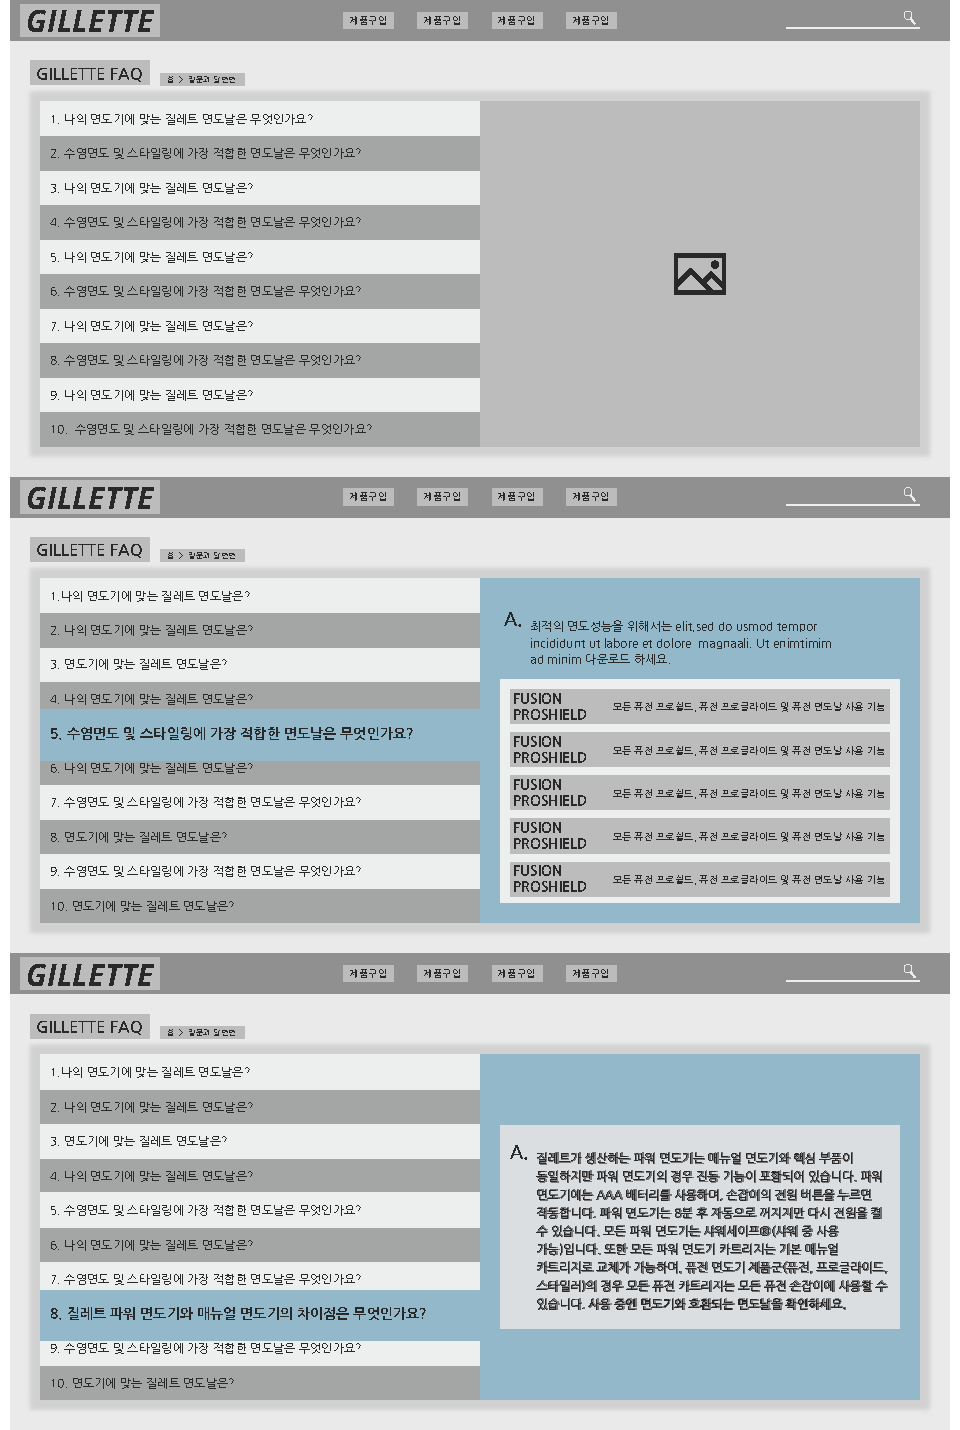 GILLETTE
제품구입 제품구입 제품구입 제품구입
GILLETTE FAQ
홈 > 질문과 답변면
1. 나의 면도기에 맞는 질레트 면도날은 무엇인가요?
2. 수염면도 및 스타일링에 가장 적합한 면도날은 무엇인가요?
3. 나의 면도기에 맞는 질레트 면도날은?
4. 수염면도 및 스타일링에 가장 적합한 면도날은 무엇인가요?
5. 나의 면도기에 맞는 질레트 면도날은?
6. 수염면도 및 스타일링에 가장 적합한 면도날은 무엇인가요?
7. 나의 면도기에 맞는 질레트 면도날은?
8. 수염면도 및 스타일링에 가장 적합한 면도날은 무엇인가요?
9. 나의 면도기에 맞는 질레트 면도날은?
10. 수염면도 및 스타일링에 가장 적합한 면도날은 무엇인가요?
GILLETTE
제품구입 제품구입 제품구입 제품구입
GILLETTE FAQ
홈 > 질문과 답변면
1.나의 면도기에 맞는 질레트 면도날은?
2. 나의 면도기에 맞는 질레트 면도날은?
3. 면도기에 맞는 질레트 면도날은?
4. 나의 면도기에 맞는 질레트 면도날은?
5. 수염면도 및 스타일링에 가장 적합한 면도날은 무엇인가요?
6. 나의 면도기에 맞는 질레트 면도날은?
7. 수염면도 및 스타일링에 가장 적합한 면도날은 무엇인가요?
8. 면도기에 맞는 질레트 면도날은?
9. 수염면도 및 스타일링에 가장 적합한 면도날은 무엇인가요?
10. 면도기에 맞는 질레트 면도날은?
A. 최적의 면도성능을 위해서는 elit,sed do usmod tempor
incididunt ut labore et dolore magnaali. Ut enimtimim
ad minim 다운로드 하세요.
FUSION
PROSHIELD 모든 퓨전 프로쉴드, 퓨전 프로글라이드 및 퓨전 면도날 사용 기능
FUSION
PROSHIELD 모든 퓨전 프로쉴드, 퓨전 프로글라이드 및 퓨전 면도날 사용 기능
FUSION
PROSHIELD 모든 퓨전 프로쉴드, 퓨전 프로글라이드 및 퓨전 면도날 사용 기능
FUSION
PROSHIELD 모든 퓨전 프로쉴드, 퓨전 프로글라이드 및 퓨전 면도날 사용 기능
FUSION
PROSHIELD 모든 퓨전 프로쉴드, 퓨전 프로글라이드 및 퓨전 면도날 사용 기능
GILLETTE
제품구입 제품구입 제품구입 제품구입
GILLETTE FAQ
홈 > 질문과 답변면
1.나의 면도기에 맞는 질레트 면도날은?
2. 나의 면도기에 맞는 질레트 면도날은?
3. 면도기에 맞는 질레트 면도날은?
4. 나의 면도기에 맞는 질레트 면도날은?
5. 수염면도 및 스타일링에 가장 적합한 면도날은 무엇인가요?
6. 나의 면도기에 맞는 질레트 면도날은?
7. 수염면도 및 스타일링에 가장 적합한 면도날은 무엇인가요?
8. 질레트 파워 면도기와 매뉴얼 면도기의 차이점은 무엇인가요?
9. 수염면도 및 스타일링에 가장 적합한 면도날은 무엇인가요?
10. 면도기에 맞는 질레트 면도날은?
A. 질레트가 생산하는 파워 면도기는 매뉴얼 면도기와 핵심 부품이
동일하지만 파워 면도기의 경우 진동 기능이 포함되어 있습니다. 파워
면도기에는 AAA 배터리를 사용하며, 손잡이의 전원 버튼을 누르면
작동합니다. 파워 면도기는 8분 후 자동으로 꺼지지만 다시 전원을 켤
수 있습니다. 모든 파워 면도기는 샤워세이프®(샤워 중 사용
가능)입니다. 또한 모든 파워 면도기 카트리지는 기본 매뉴얼
카트리지로 교체가 가능하며, 퓨전 면도기 제품군(퓨전, 프로글라이드,
스타일러)의 경우 모든 퓨전 카트리지는 모든 퓨전 손잡이에 사용할 수
있습니다. 사용 중인 면도기와 호환되는 면도날을 확인하세요.